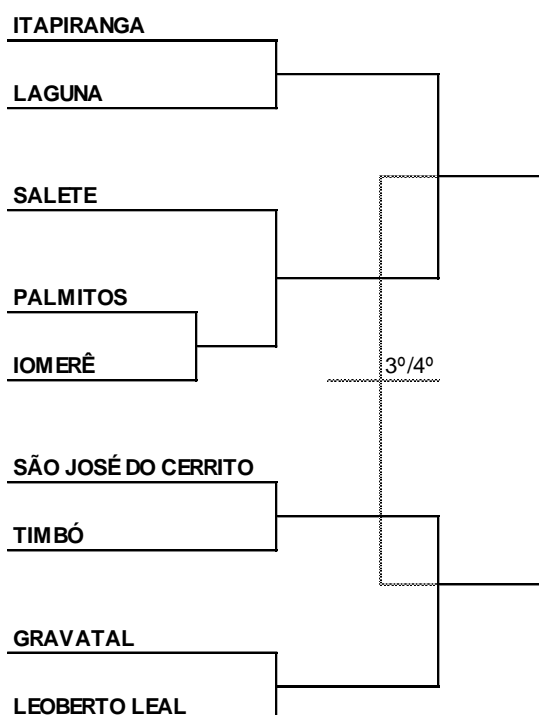 ITAPIRANGA
LAGUNA
SALETE
PALMITOS
IOMERÊ
3º/4º
SÃO JOSÉ DO CERRITO
TIMBÓ
GRAVATAL
LEOBERTO LEAL